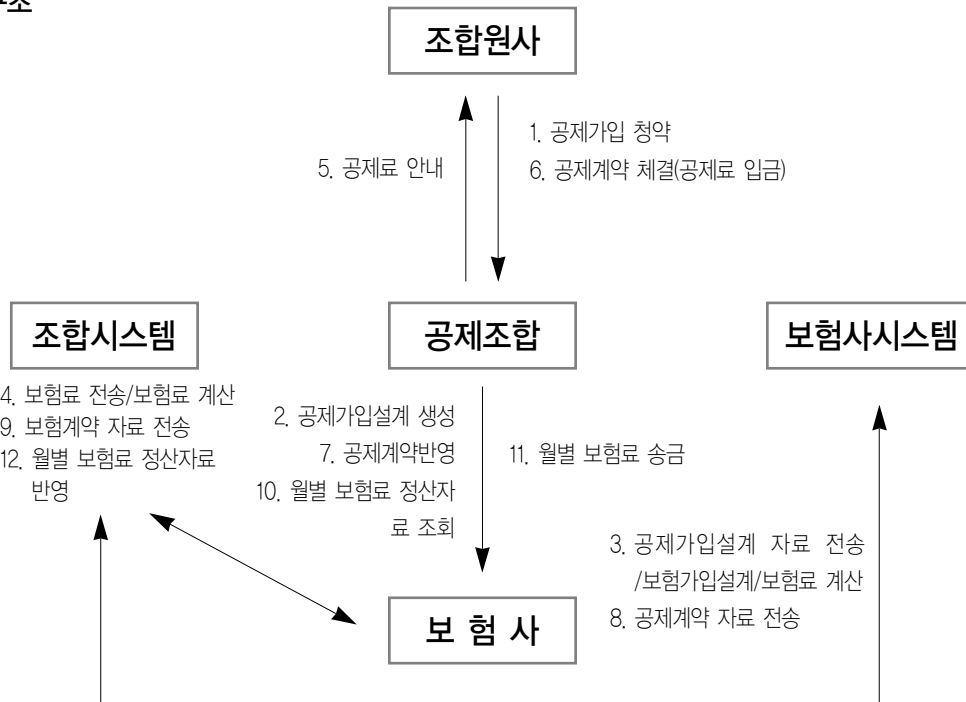 조합원사
5. 공제료 안내
1. 공제가입 청약
6. 공제계약 체결(공제료 입금)
조합시스템
공제조합
보험사시스템
4. 보험료 전송/보험료 계산
9. 보험계약 자료 전송
12. 월별 보험료 정산자료
반영
2. 공제가입설계 생성
7. 공제계약반영
10. 월별 보험료 정산자
료 조회
11. 월별 보험료 송금
3. 공제가입설계 자료 전송
/보험가입설계/보험료 계산
8. 공제계약 자료 전송
보 험 사